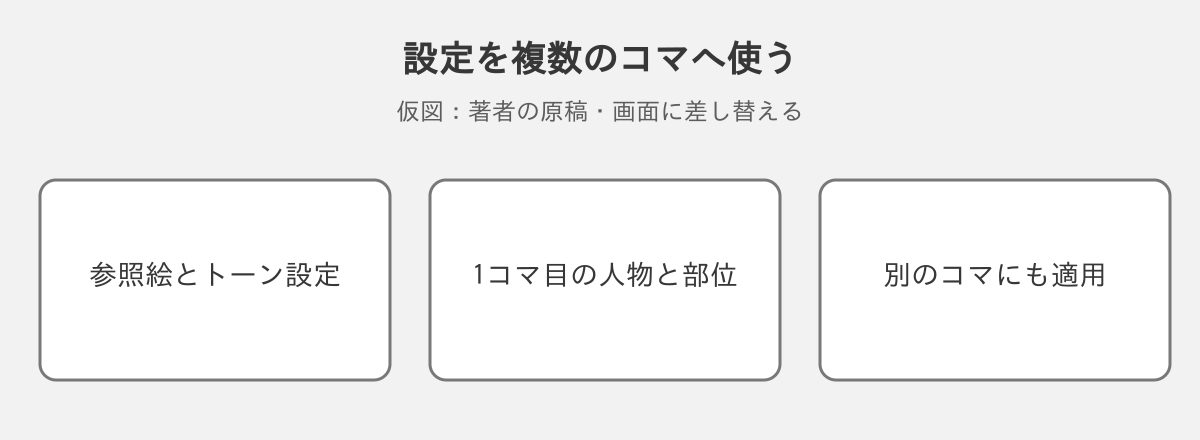 設定を複数のコマへ使う
仮図：著者の原稿・画面に差し替える
参照絵とトーン設定
1コマ目の人物と部位
別のコマにも適用